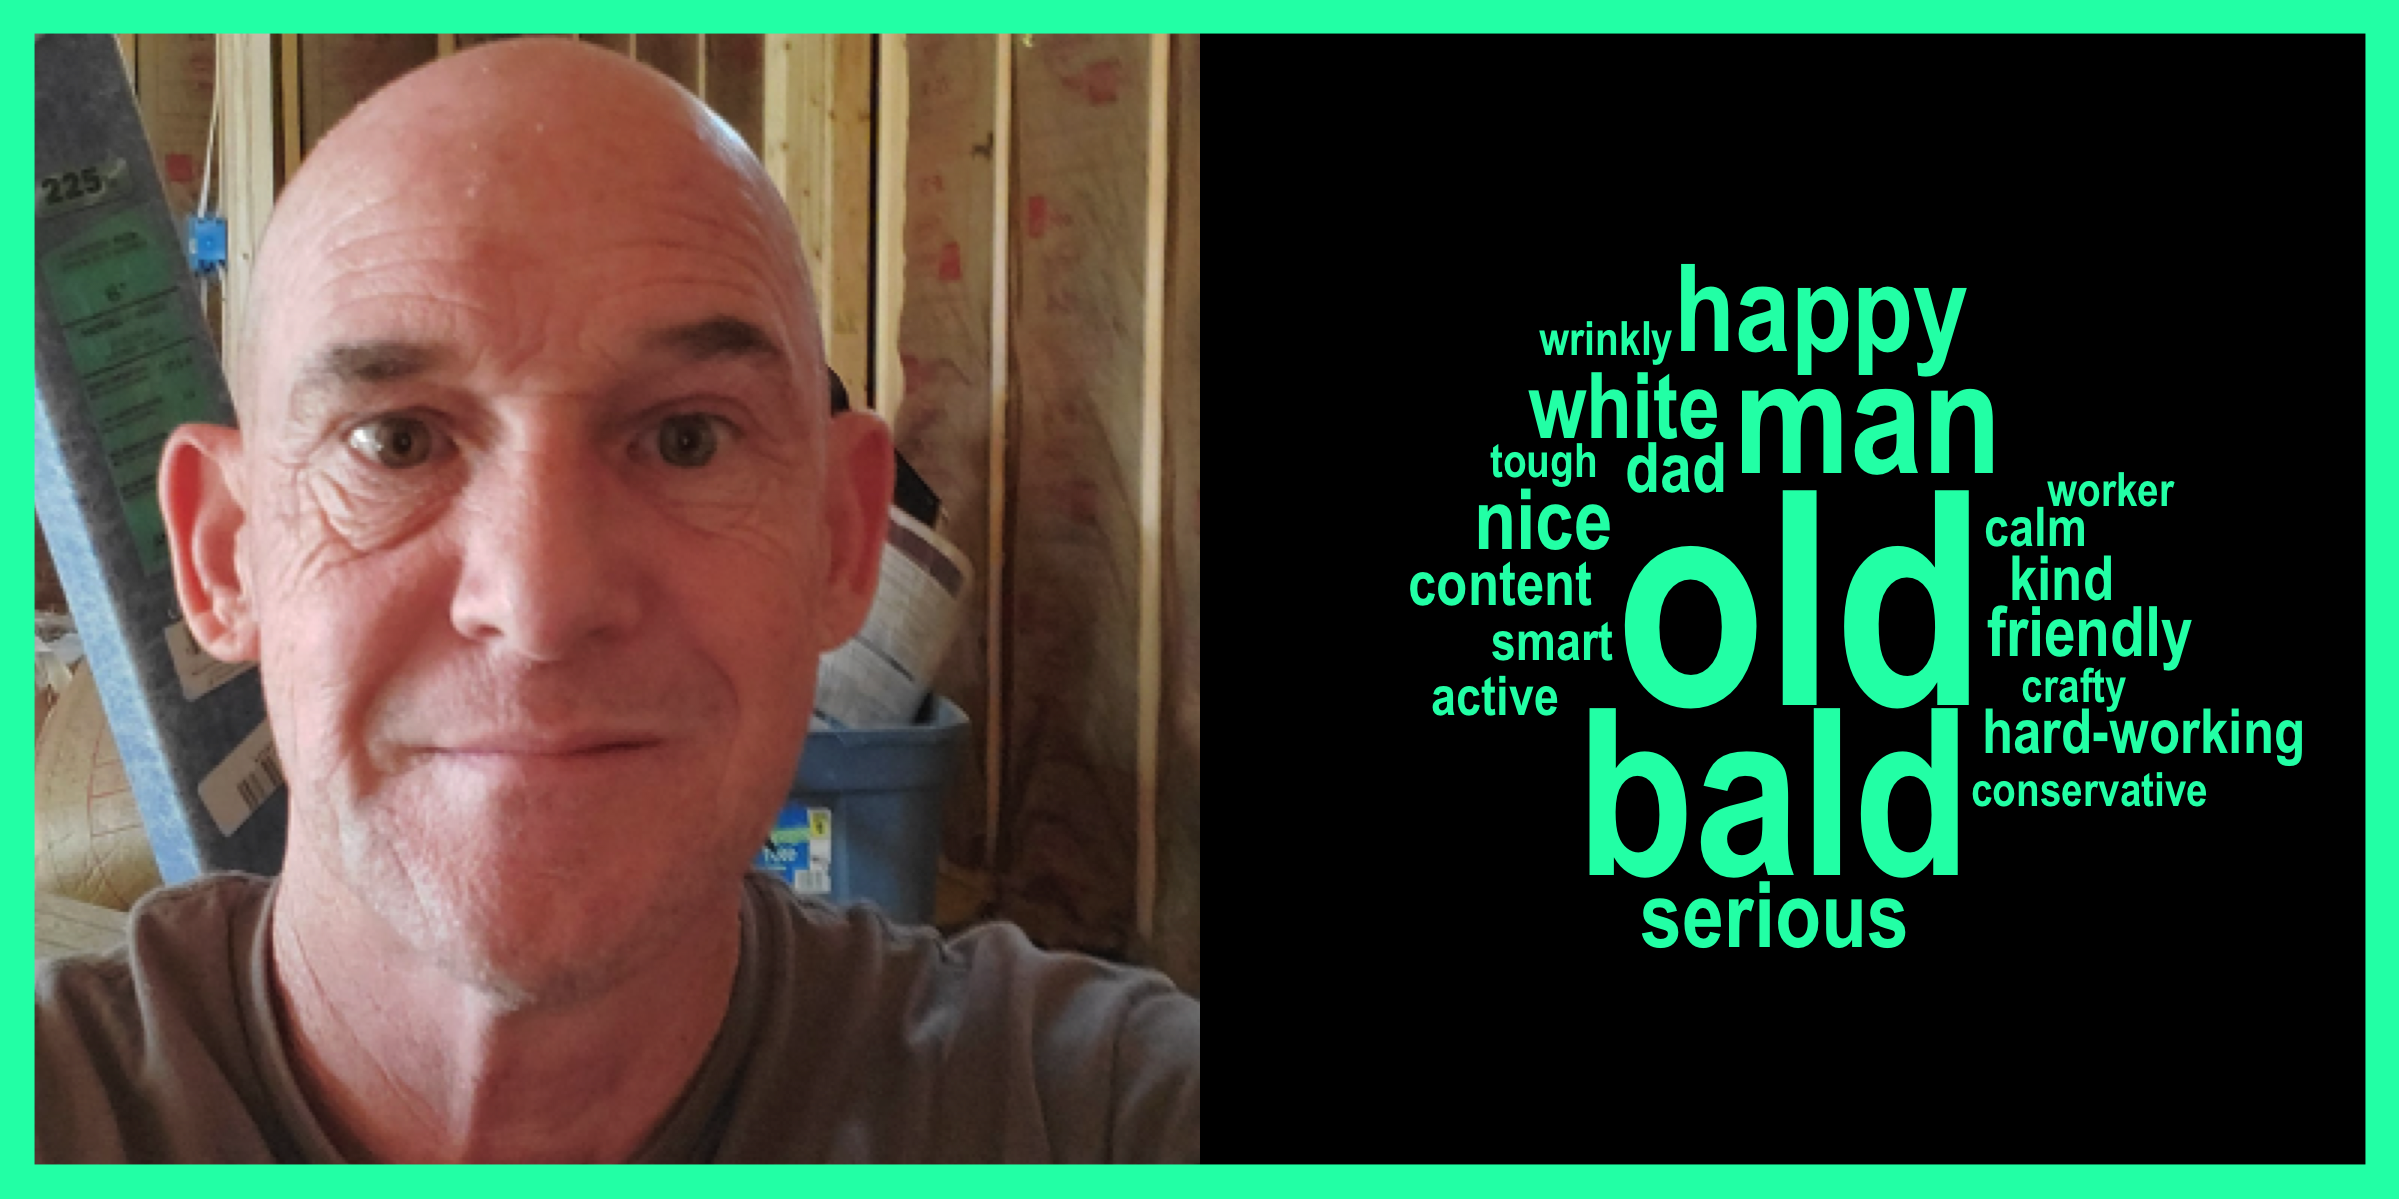 225
6"
happy
wrinkly
white man
tough dad
worker
nice
calm
old
content
kind
smart
friendly
active
crafty
bald
hard-working
conservative
serious